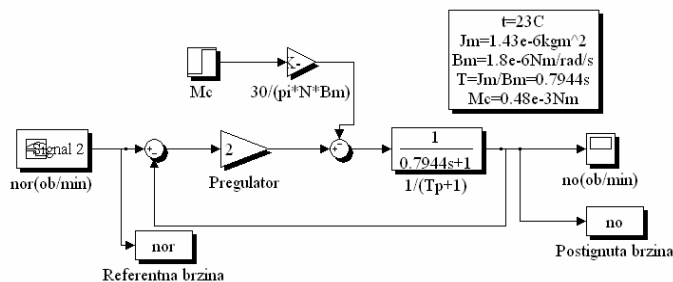 t=23C
Jm=1.43e-6kgm^2
Bm=1.8e-6Nm/rad/s
T=Jm/Bm=0.7944s
Mc=0.48e-3Nm
Mc
30/(pi*N*Bm)
Signal 2
nor(ob/min)
2
Pregulator
1
0.7944s+1
1/(Tp+1)
no(ob/min)
no
Postignuta brzina
nor
Referentna brzina